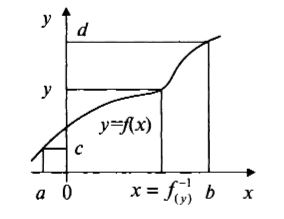 y
d
y
y=f(x)
c
a 0 x = f⁻¹(y) b x